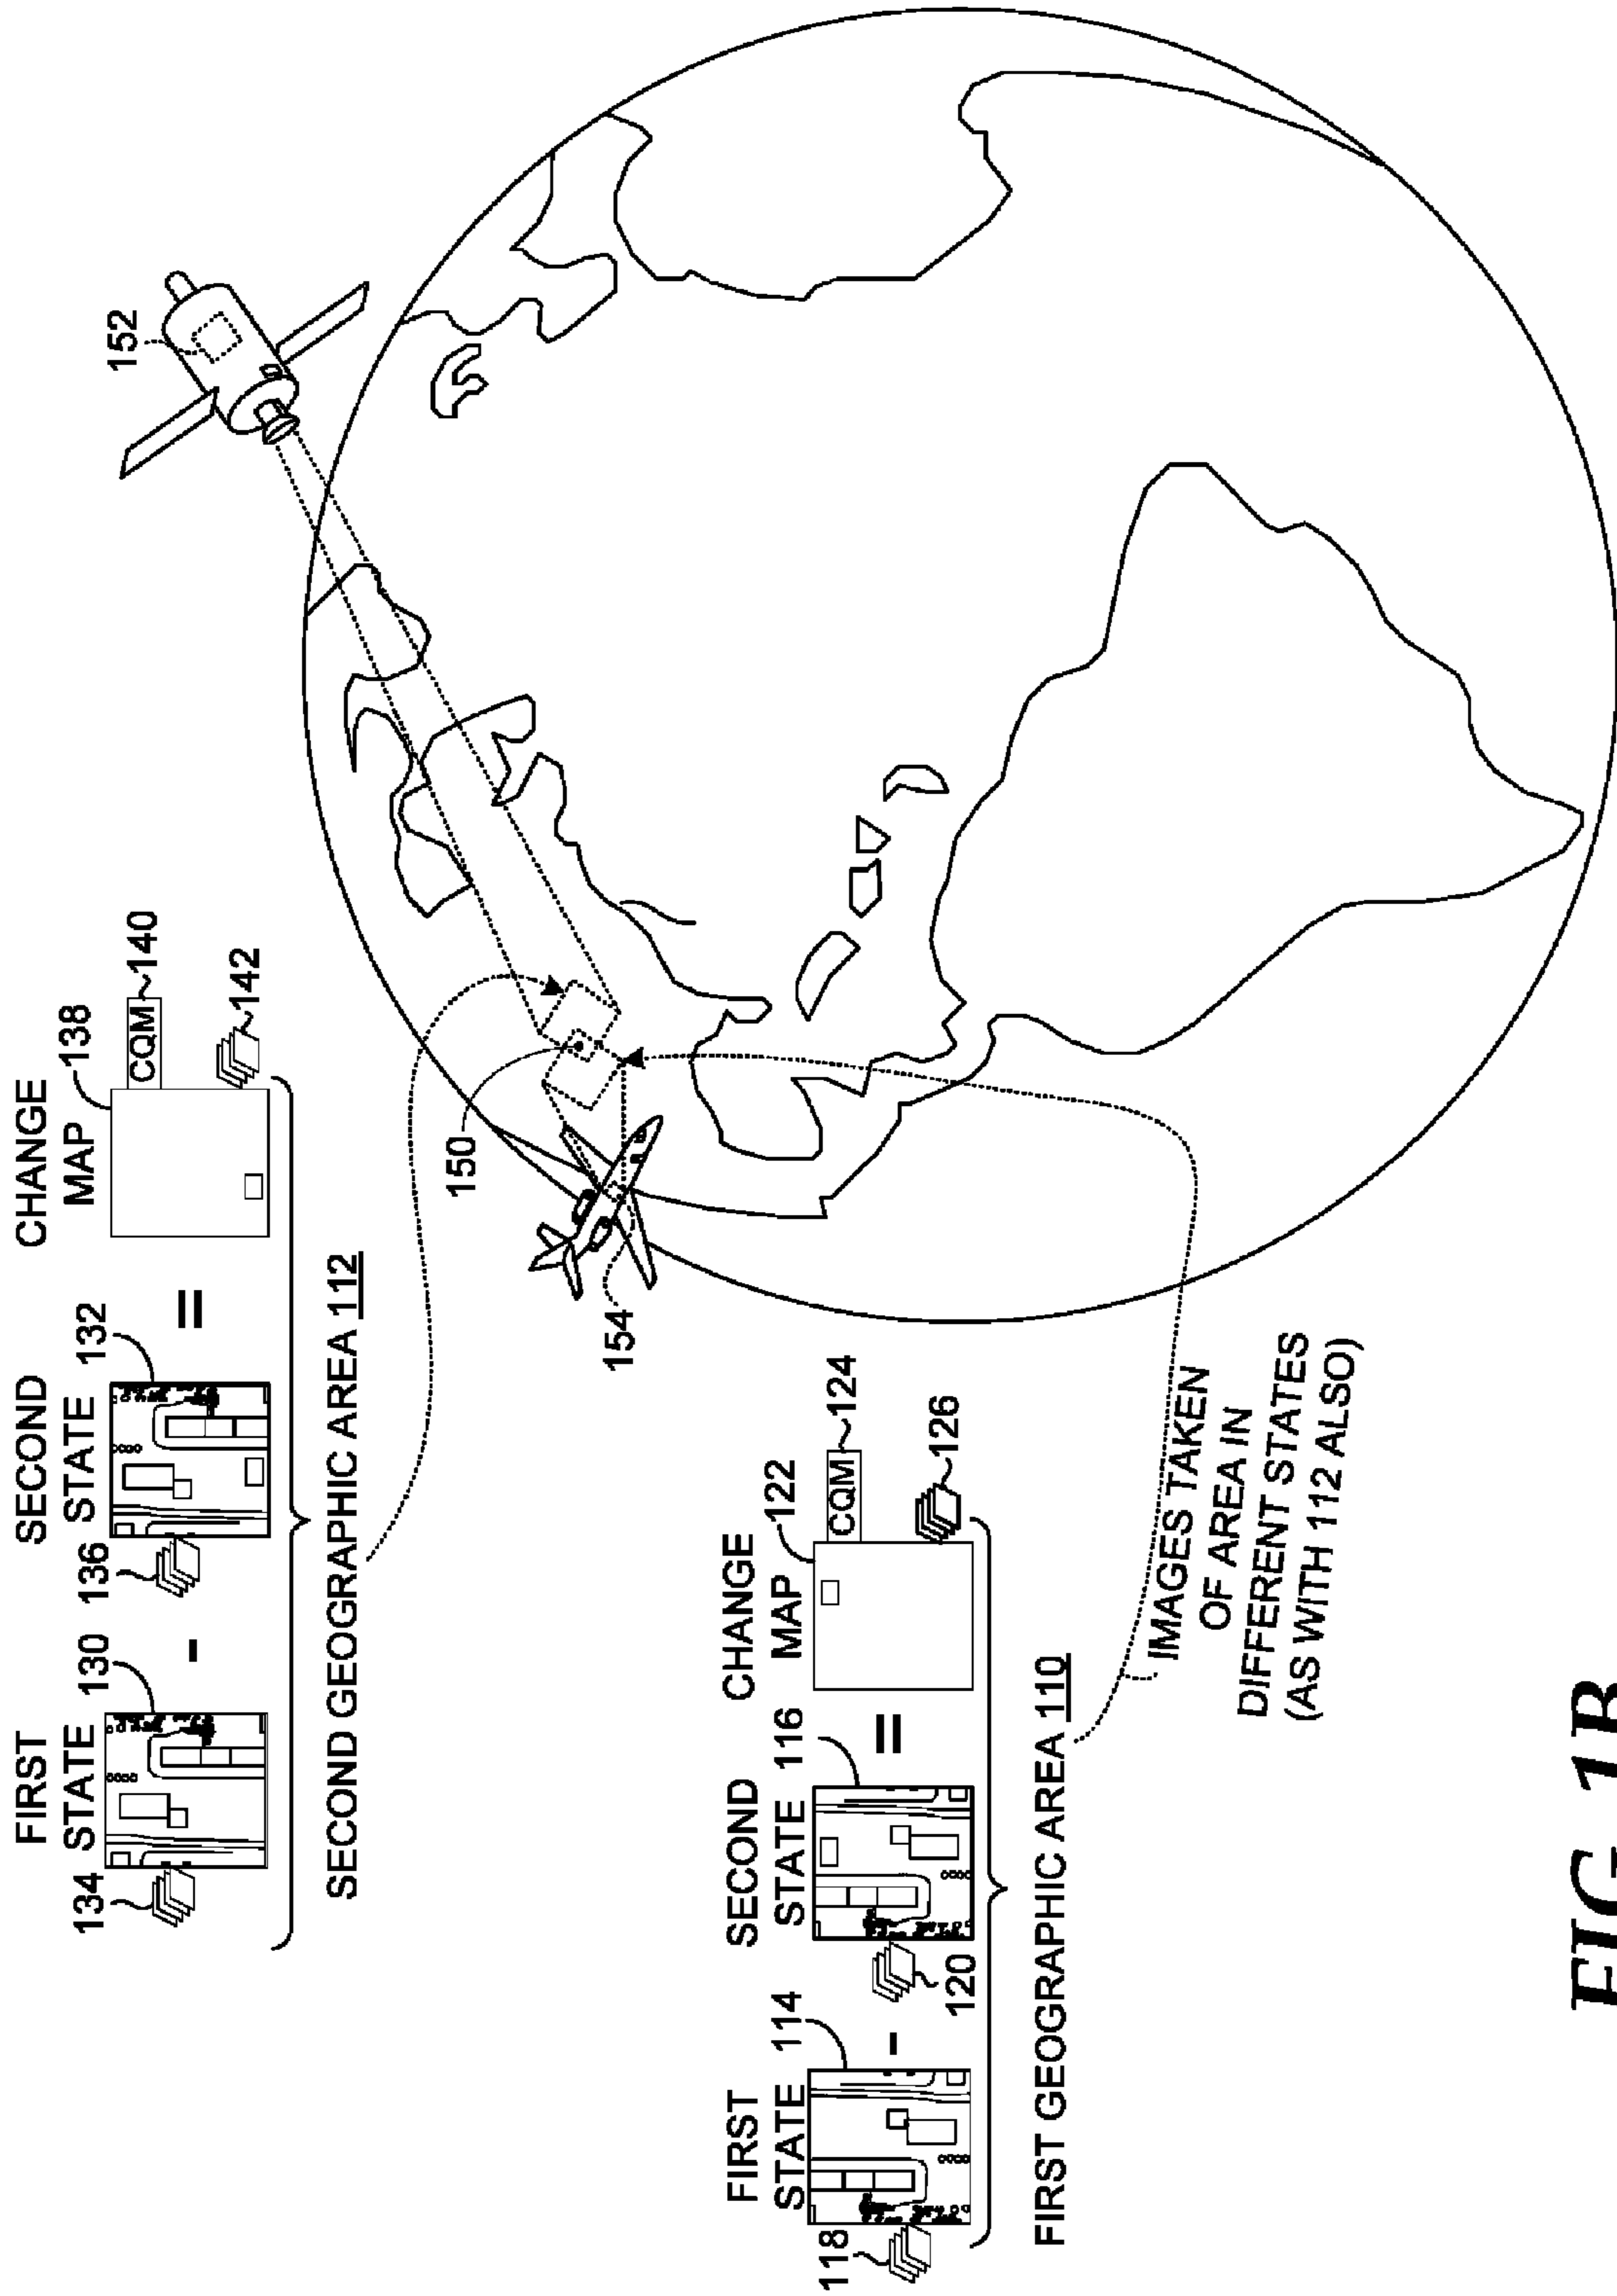 FIRST
STATE 130
SECOND
STATE 132
CHANGE
MAP 138
134
136
CQM 140
142
SECOND GEOGRAPHIC AREA 112
152
150
154
FIRST
STATE 114
SECOND
STATE 116
CHANGE
MAP 122
118
120
CQM 124
126
FIRST GEOGRAPHIC AREA 110
IMAGES TAKEN
OF AREA IN
DIFFERENT STATES
(AS WITH 112 ALSO)
FIG. 1B